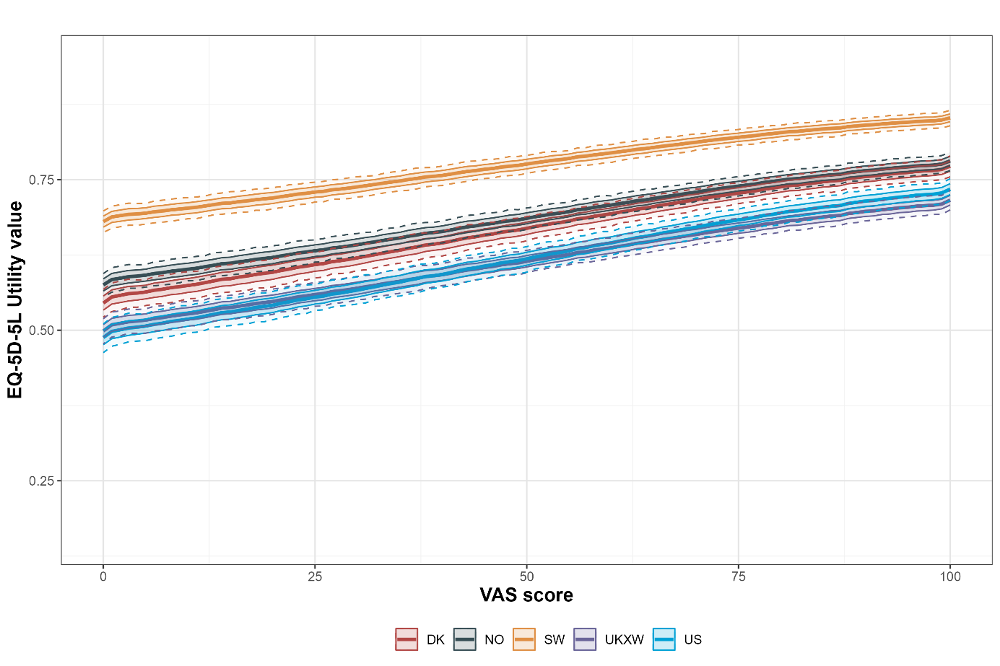 EQ-5D-5L Utility value
0.75
0.50
0.25
0
25
50
75
100
VAS score
DK
NO
SW
UKXW
US